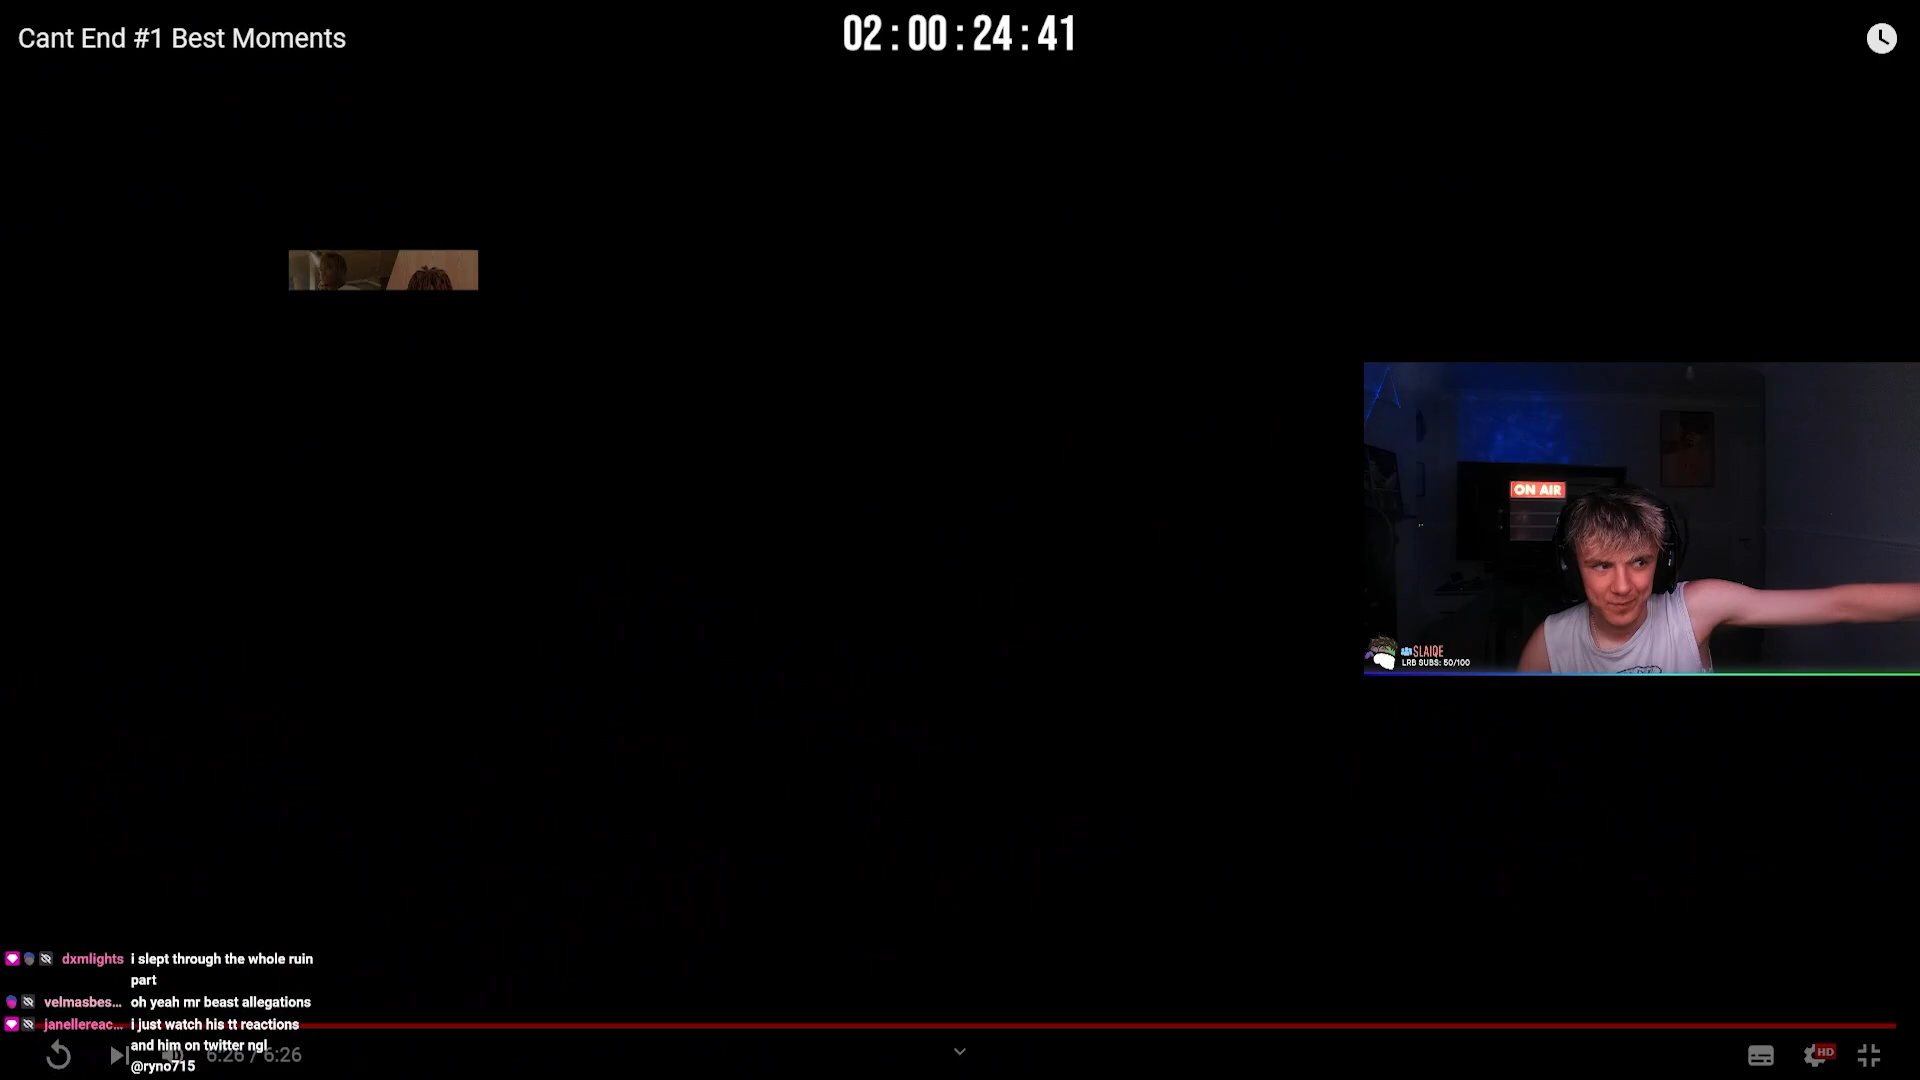 Cant End #1 Best Moments
02:00:24:41
ON AIR
SLAIQE
LRB SUBS: 50/100
dxmlights i slept through the whole ruin
part
velmasbes... oh yeah mr beast allegations
janellereac... i just watch his tt reactions
and him on twitter ngl
@ryno715
6:26 / 6:26
HD